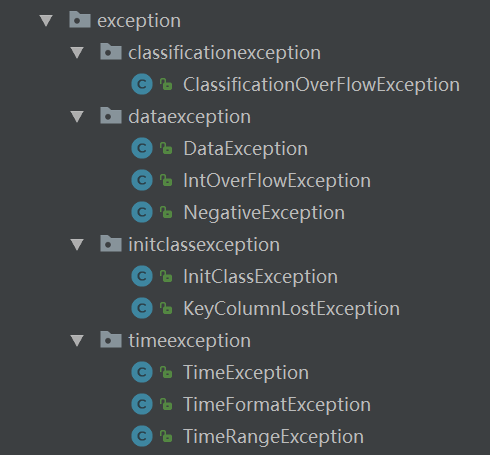 exception
classificationexception
C ClassificationOverFlowException
dataexception
C DataException
C IntOverFlowException
C NegativeException
initclassexception
C InitClassException
C KeyColumnLostException
timeexception
C TimeException
C TimeFormatException
C TimeRangeException